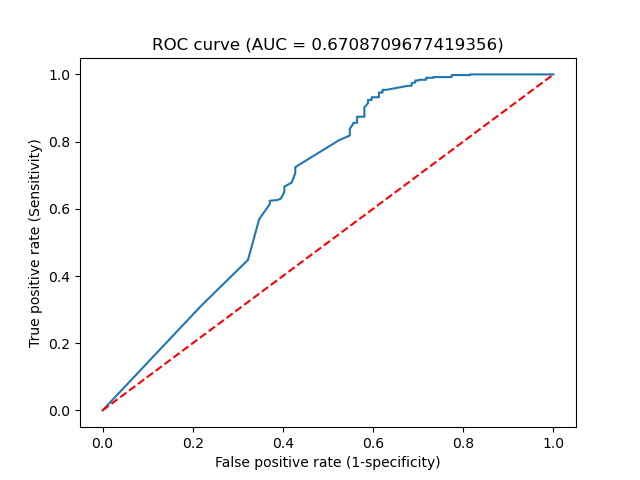 ROC curve (AUC = 0.6708709677419356)
True positive rate (Sensitivity)
1.0
0.8
0.6
0.4
0.2
0.0
0.0 0.2 0.4 0.6 0.8 1.0
False positive rate (1-specificity)